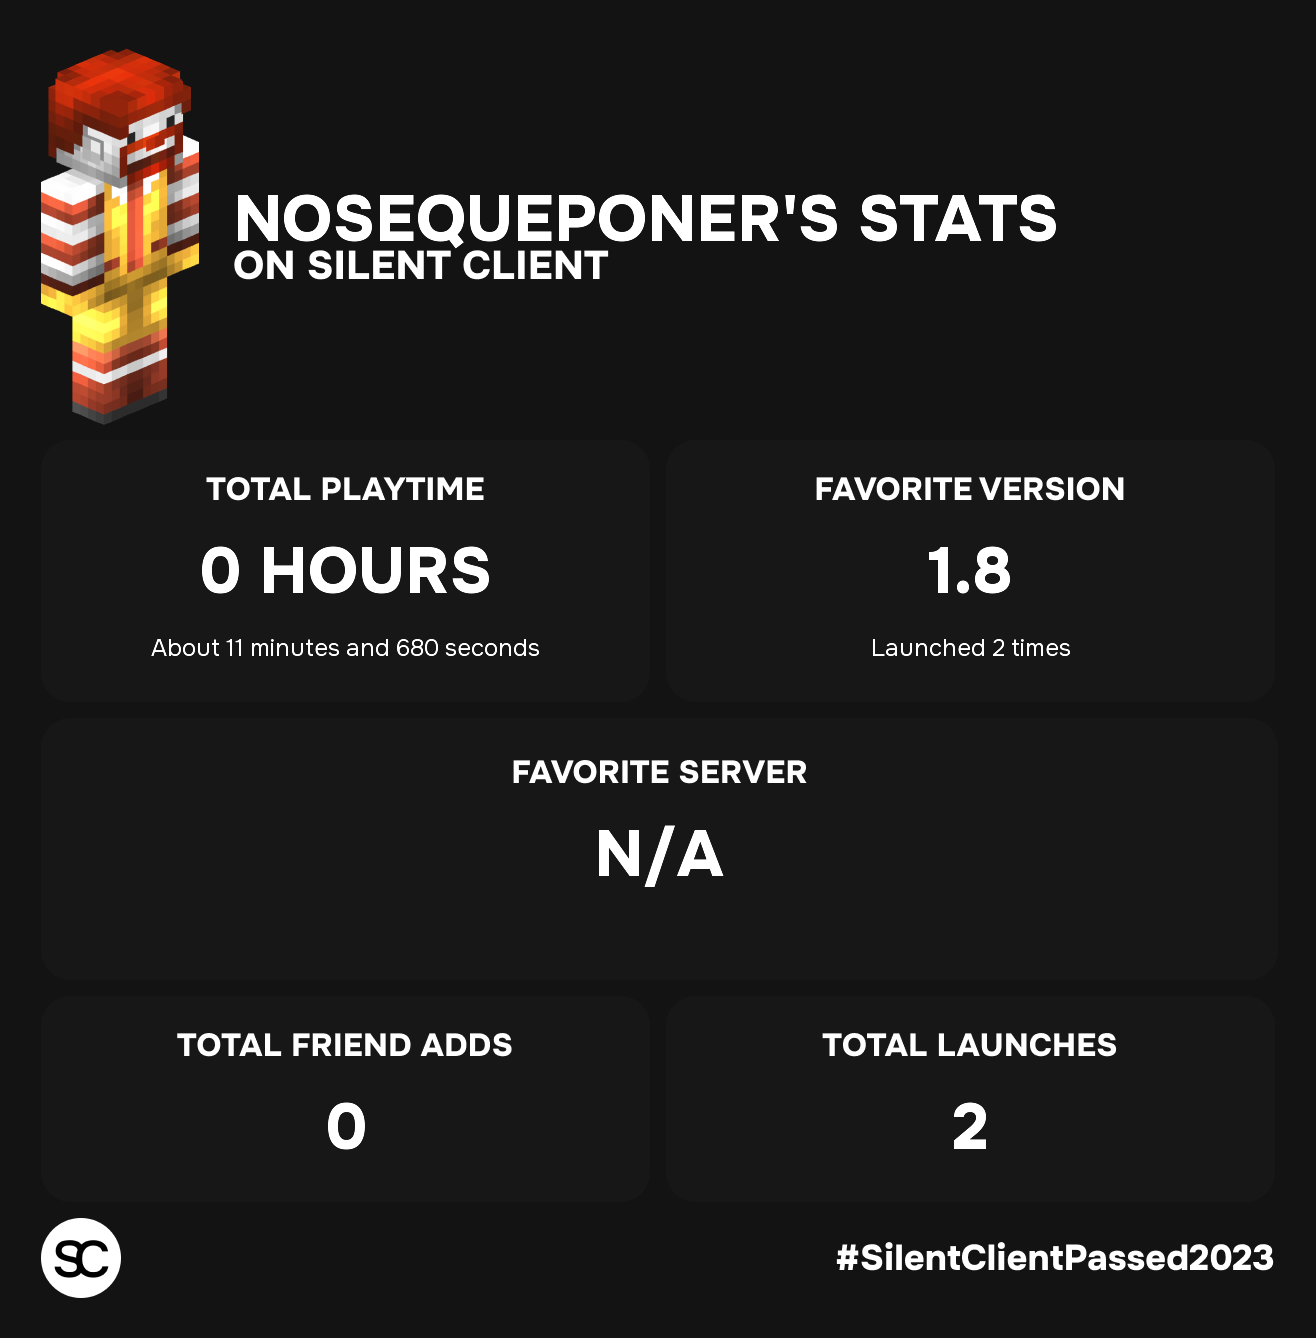 NOSEQUEPONER'S STATS
ON SILENT CLIENT
TOTAL PLAYTIME
0 HOURS
About 11 minutes and 680 seconds
FAVORITE VERSION
1.8
Launched 2 times
FAVORITE SERVER
N/A
TOTAL FRIEND ADDS
0
TOTAL LAUNCHES
2
SC
#SilentClientPassed2023